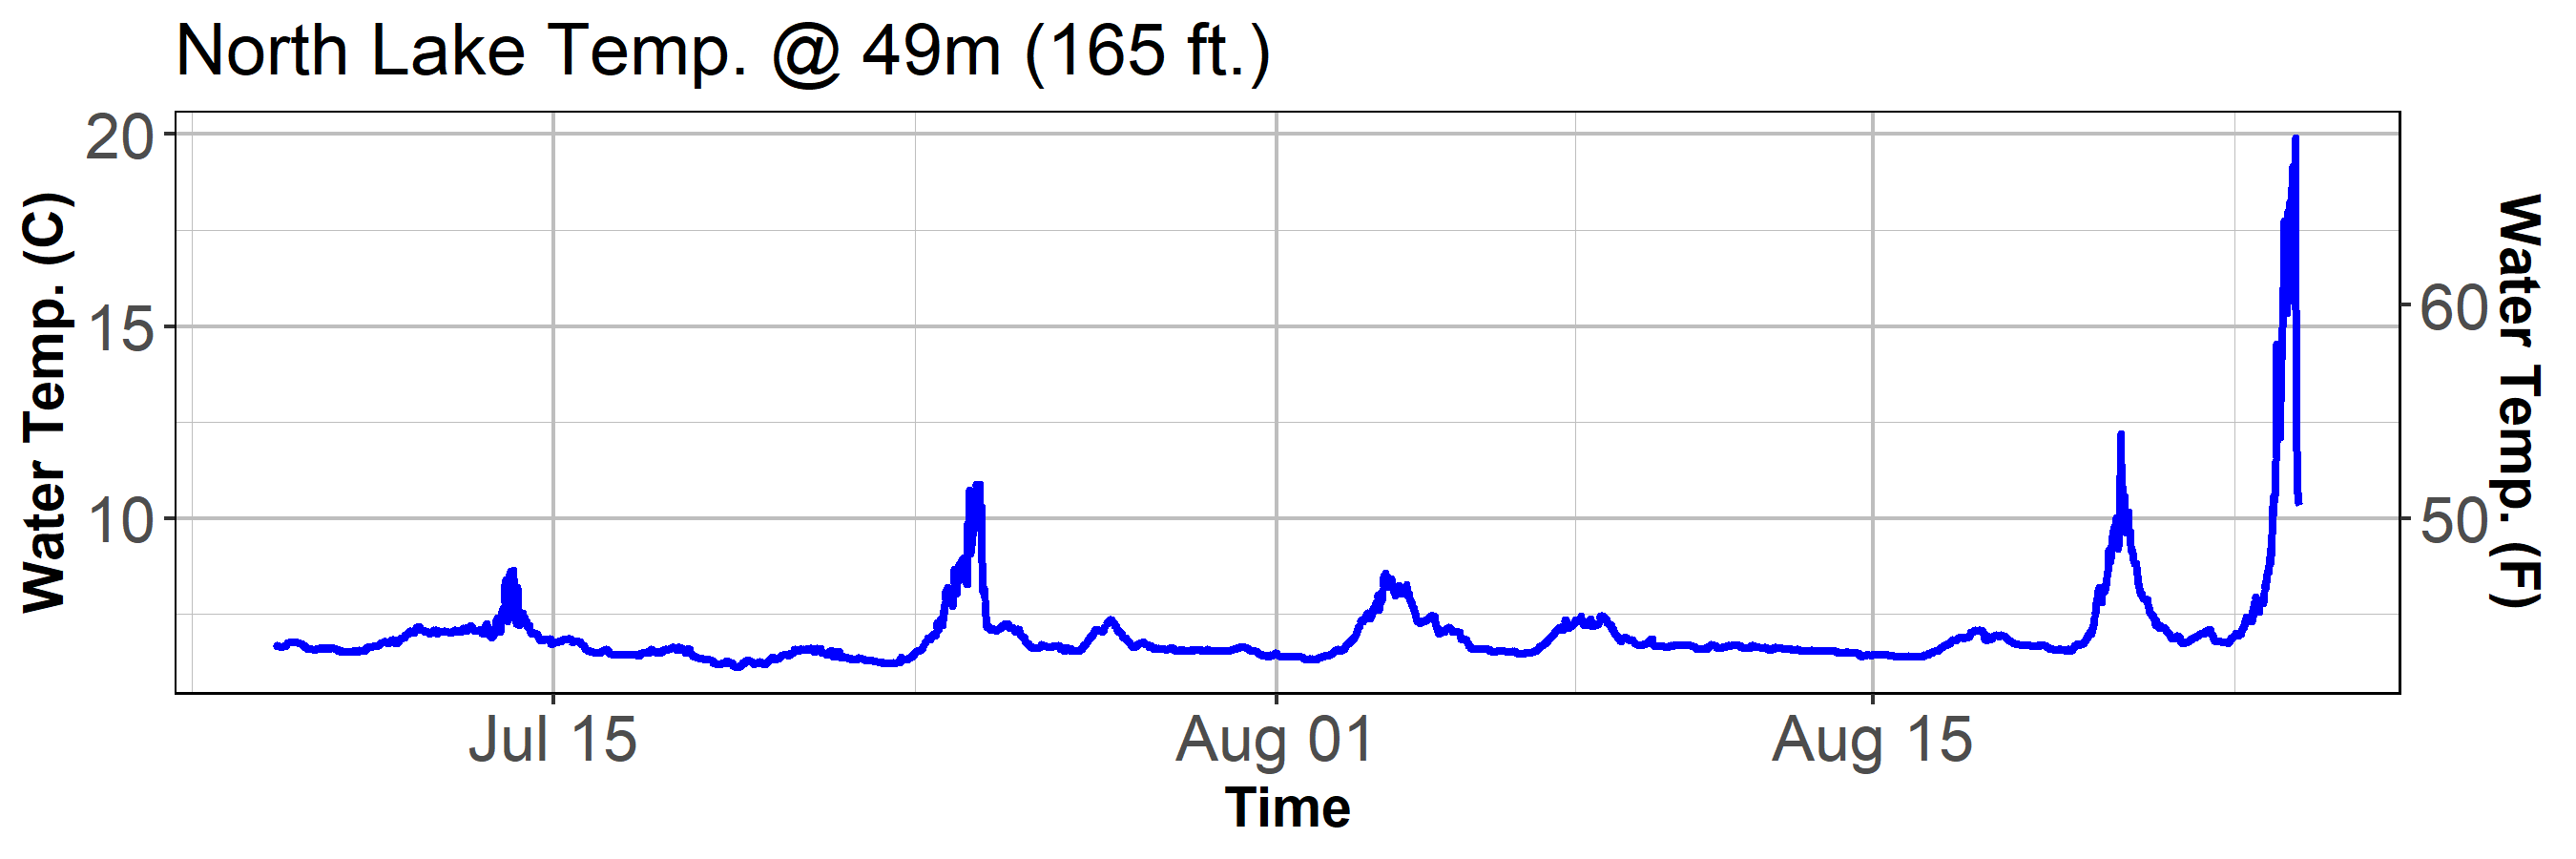 North Lake Temp. @ 49m (165 ft.)
Water Temp. (C)
20
15
10
60
50
Water Temp. (F)
Jul 15
Aug 01
Aug 15
Time